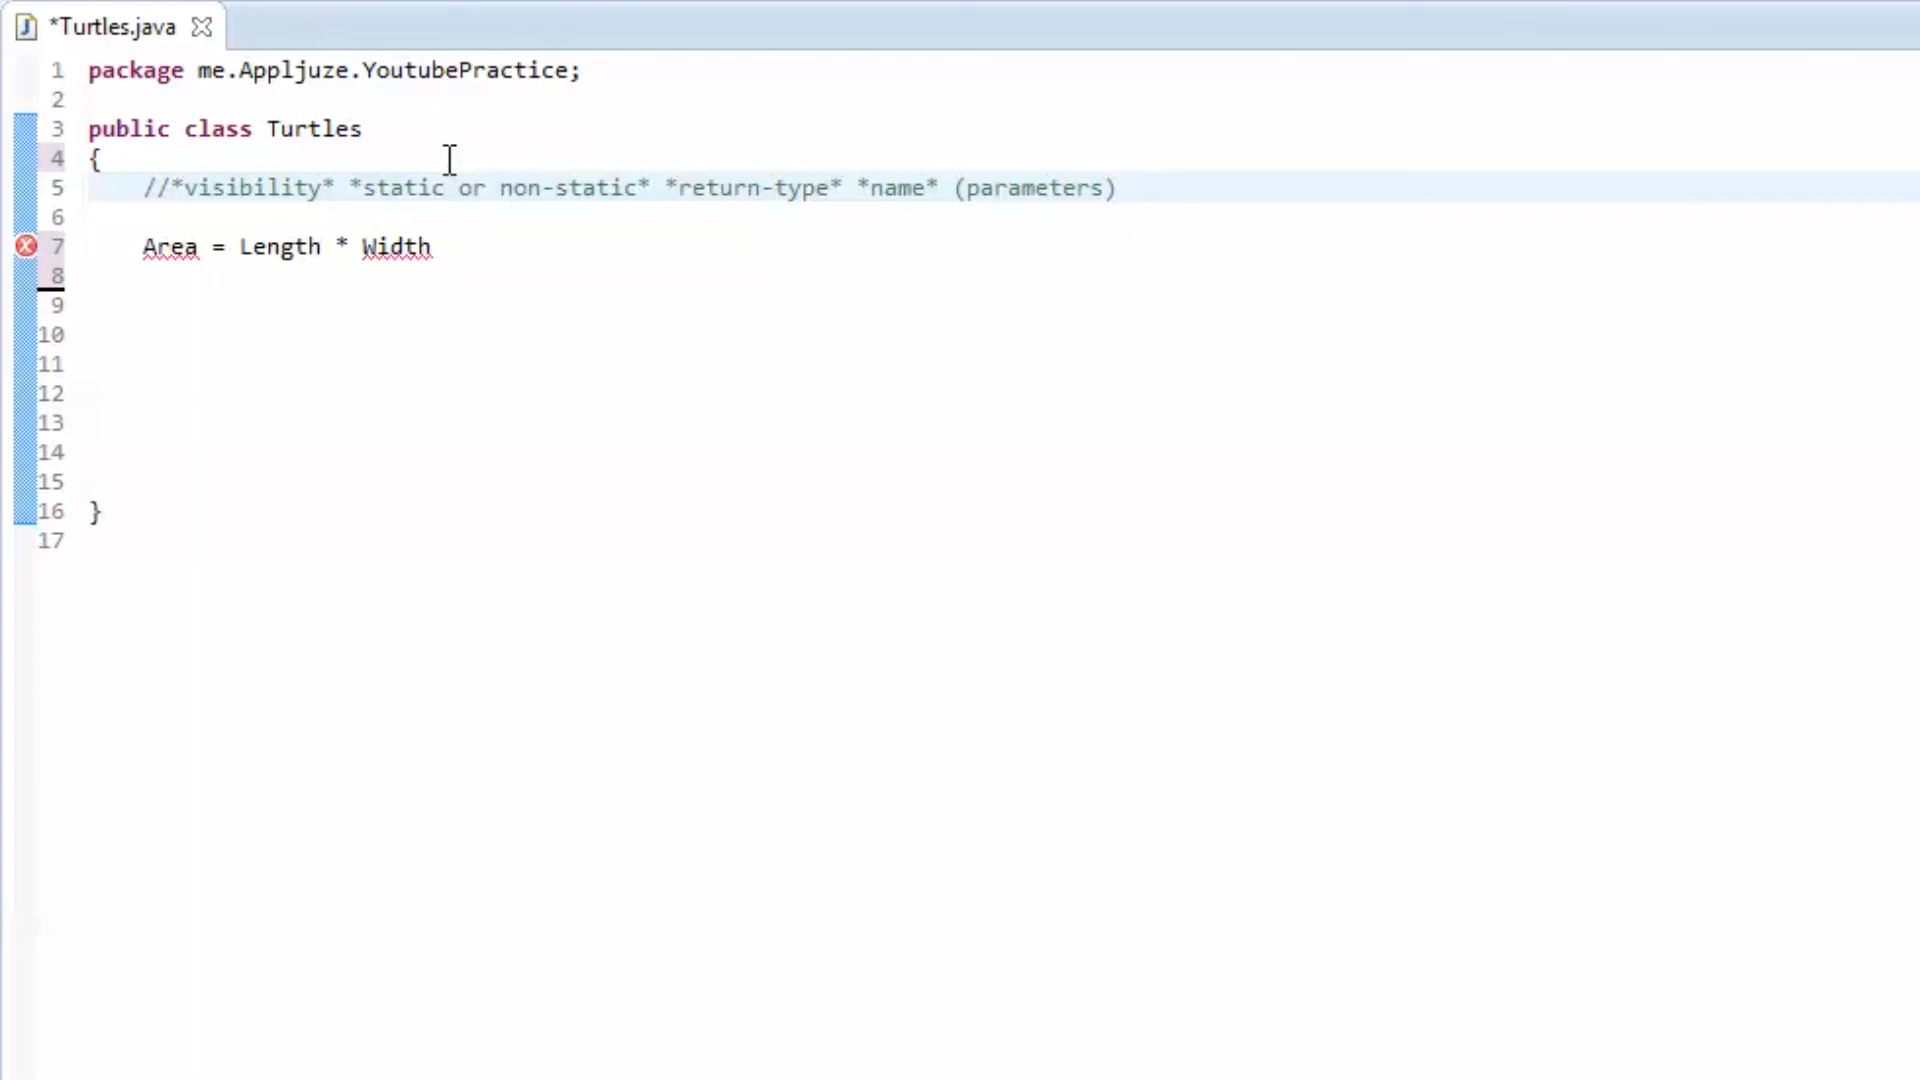 *Turtles.java
1 package me.Appljuze.YoutubePractice;
2
3 public class Turtles
4 {
5 //*visibility* *static or non-static* *return-type* *name* (parameters)
6
7 Area = Length * Width
8
9
10
11
12
13
14
15
16 }
17